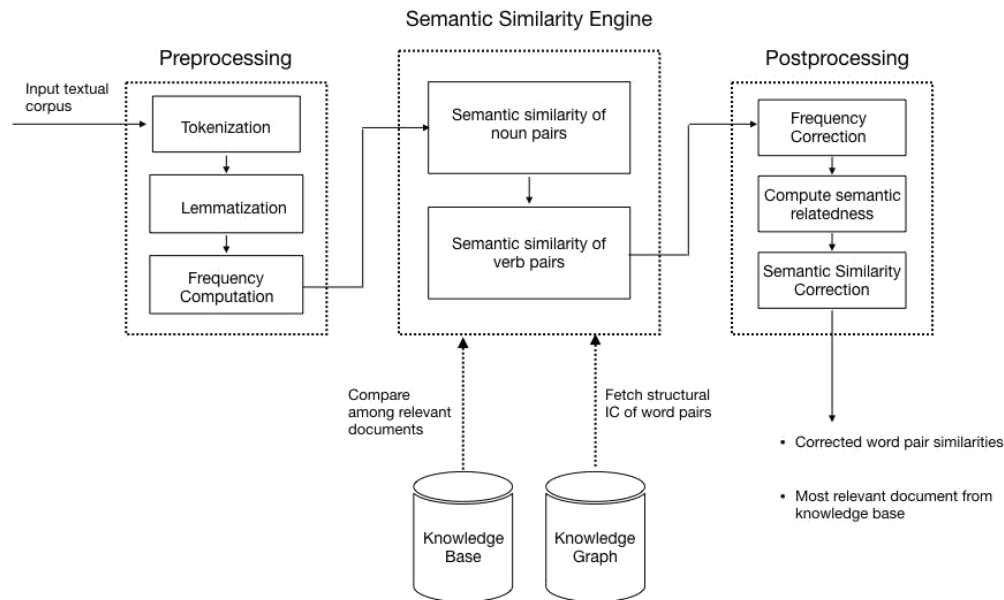 Semantic Similarity Engine
Preprocessing
Postprocessing
Input textual
corpus
Tokenization
Lemmatization
Frequency
Computation
Semantic similarity of
noun pairs
Semantic similarity of
verb pairs
Frequency
Correction
Compute semantic
relatedness
Semantic Similarity
Correction
Compare
among relevant
documents
Fetch structural
IC of word pairs
Knowledge
Base
Knowledge
Graph
• Corrected word pair similarities
• Most relevant document from
knowledge base